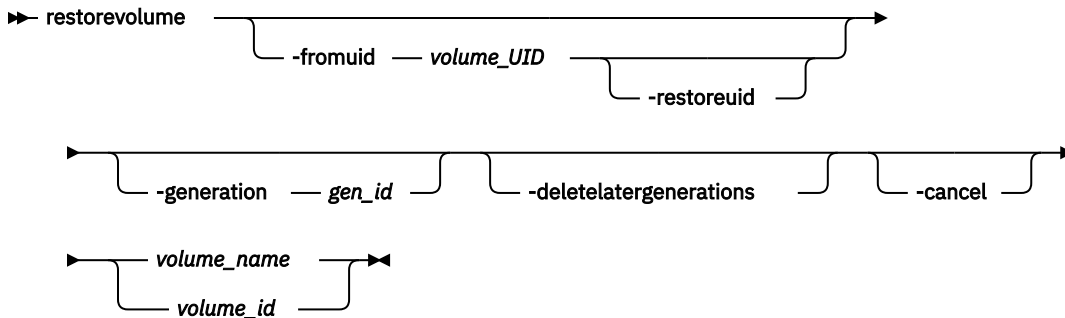 restorevolume
-fromuid volume_UID
-restoreuid
-generation gen_id -deletelatergenerations -cancel
volume_name
volume_id